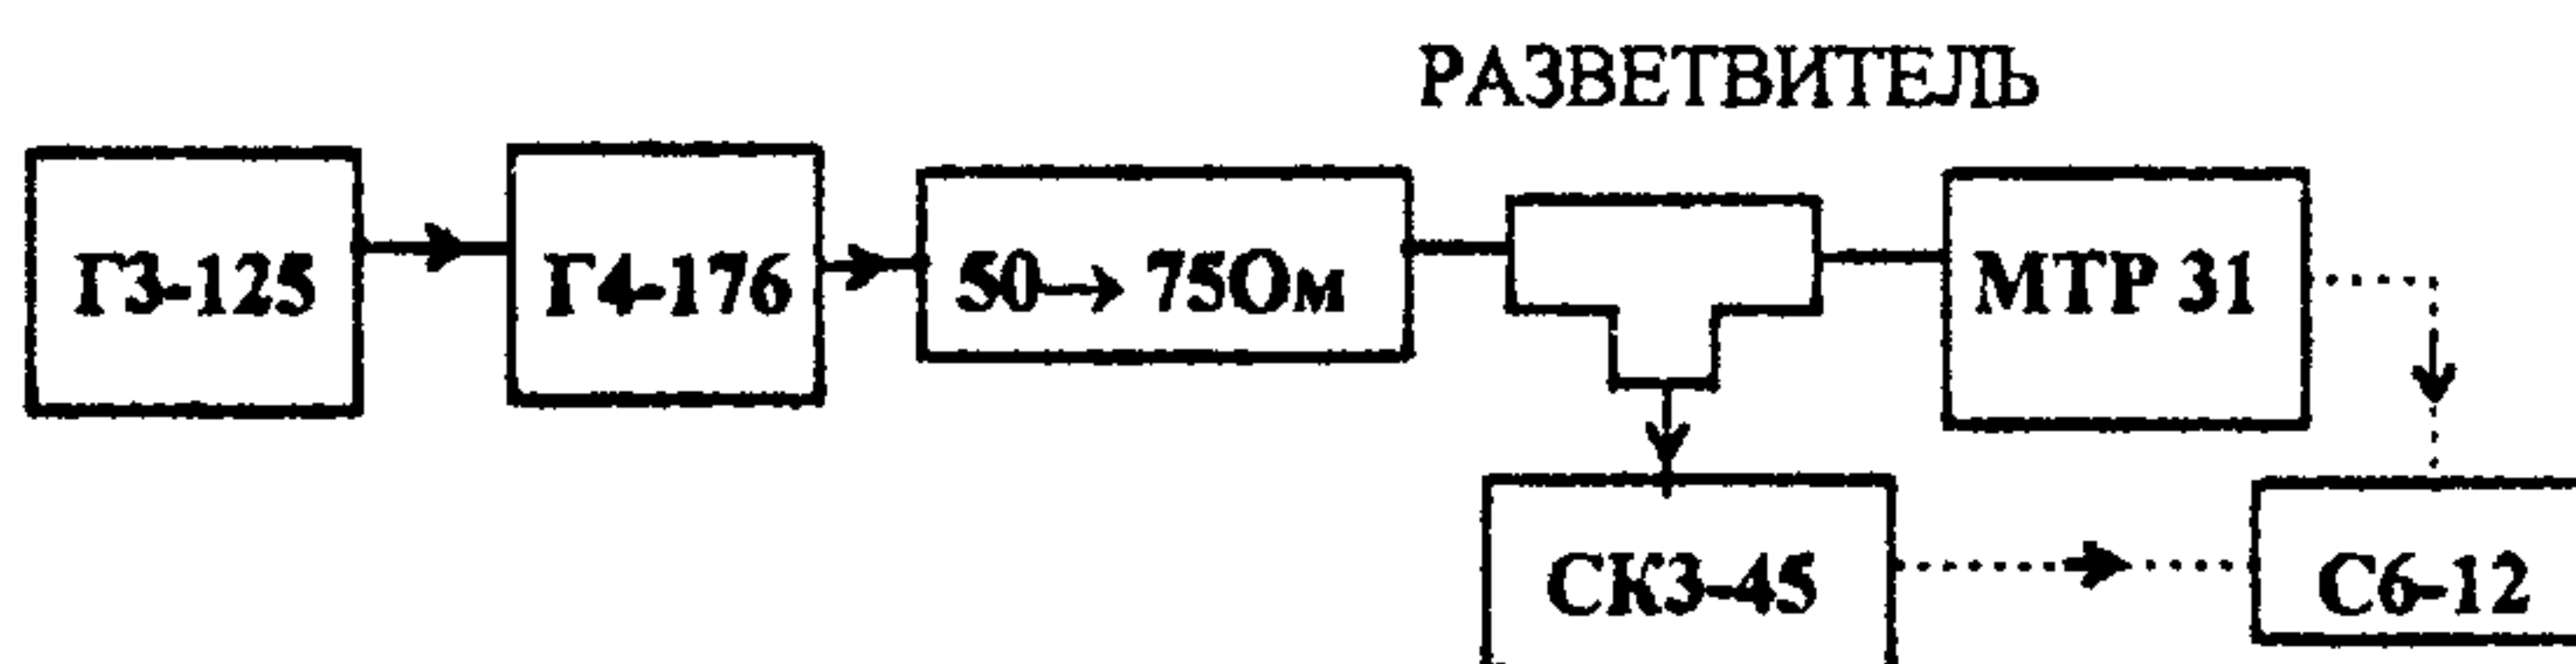 РАЗВЕТВИТЕЛЬ
Г3-125
Г4-176
50→ 75Ом
МТР 31
СК3-45
С6-12